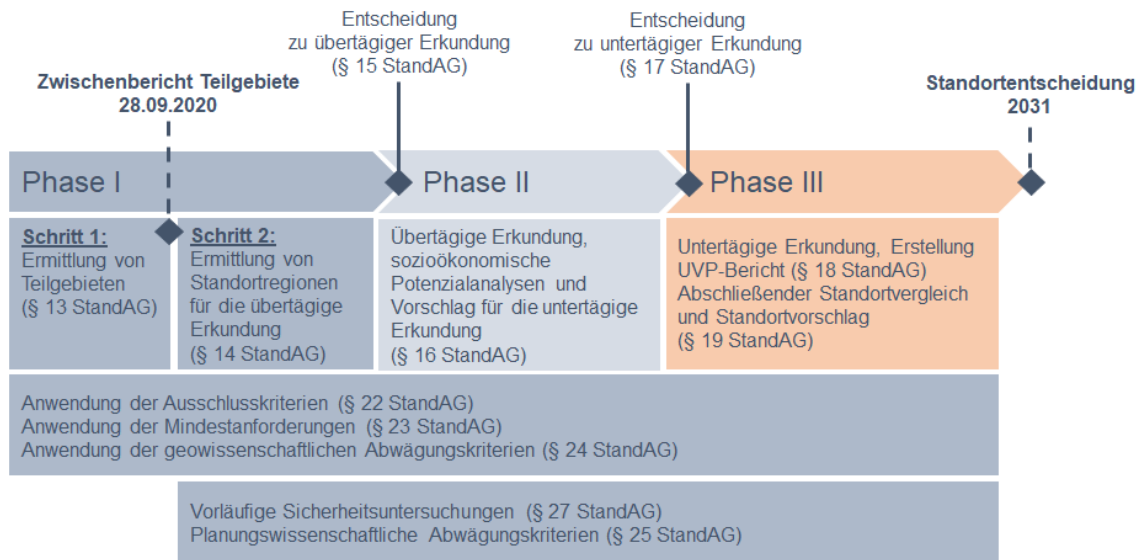 Entscheidung
zu übertägiger Erkundung
(§ 15 StandAG)
Entscheidung
zu untertägiger Erkundung
(§ 17 StandAG)
Zwischenbericht Teilgebiete
28.09.2020
Standortentscheidung
2031
Phase I
Phase II
Phase III
Schritt 1:
Ermittlung von
Teilgebieten
(§ 13 StandAG)
Schritt 2:
Ermittlung von
Standortregionen
für die übertägige
Erkundung
(§ 14 StandAG)
Übertägige Erkundung,
sozioökonomische
Potenzialanalysen und
Vorschlag für die untertägige
Erkundung
(§ 16 StandAG)
Untertägige Erkundung, Erstellung
UVP-Bericht (§ 18 StandAG)
Abschließender Standortvergleich
und Standortvorschlag
(§ 19 StandAG)
Anwendung der Ausschlusskriterien (§ 22 StandAG)
Anwendung der Mindestanforderungen (§ 23 StandAG)
Anwendung der geowissenschaftlichen Abwägungskriterien (§ 24 StandAG)
Vorläufige Sicherheitsuntersuchungen (§ 27 StandAG)
Planungswissenschaftliche Abwägungskriterien (§ 25 StandAG)